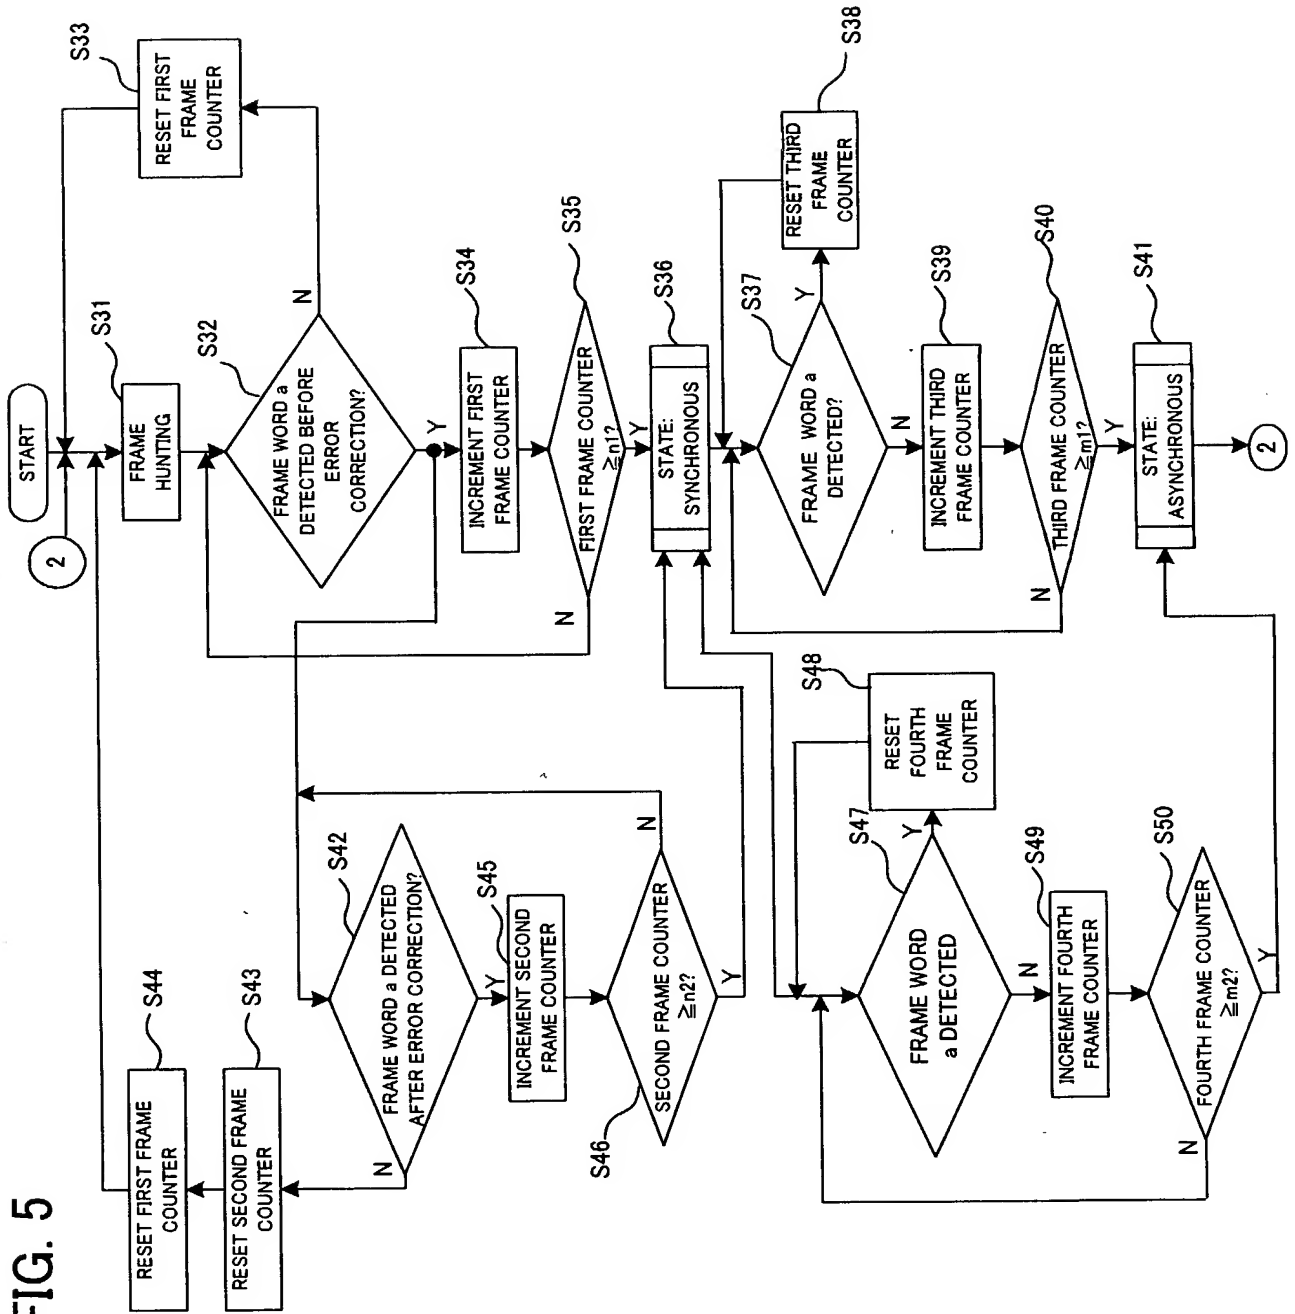 FIG. 5
START
2
FRAME
HUNTING
S31
FRAME WORD a
DETECTED BEFORE
ERROR
CORRECTION?
S32
N
Y
RESET FIRST
FRAME
COUNTER
S33
INCREMENT FIRST
FRAME COUNTER
S34
FIRST FRAME COUNTER
≧n1?
S35
N
Y
STATE:
SYNCHRONOUS
S36
FRAME WORD a
DETECTED?
S37
Y
N
RESET THIRD
FRAME
COUNTER
S38
INCREMENT THIRD
FRAME COUNTER
S39
THIRD FRAME COUNTER
≧m1?
S40
N
Y
STATE:
ASYNCHRONOUS
S41
2
RESET FIRST FRAME
COUNTER
S44
RESET SECOND FRAME
COUNTER
S43
FRAME WORD a DETECTED
AFTER ERROR CORRECTION?
S42
N
Y
INCREMENT SECOND
FRAME COUNTER
S45
SECOND FRAME COUNTER
≧n2?
S46
N
Y
FRAME WORD
a DETECTED
S47
Y
N
RESET
FOURTH
FRAME
COUNTER
S48
INCREMENT FOURTH
FRAME COUNTER
S49
FOURTH FRAME COUNTER
≧m2?
S50
N
Y